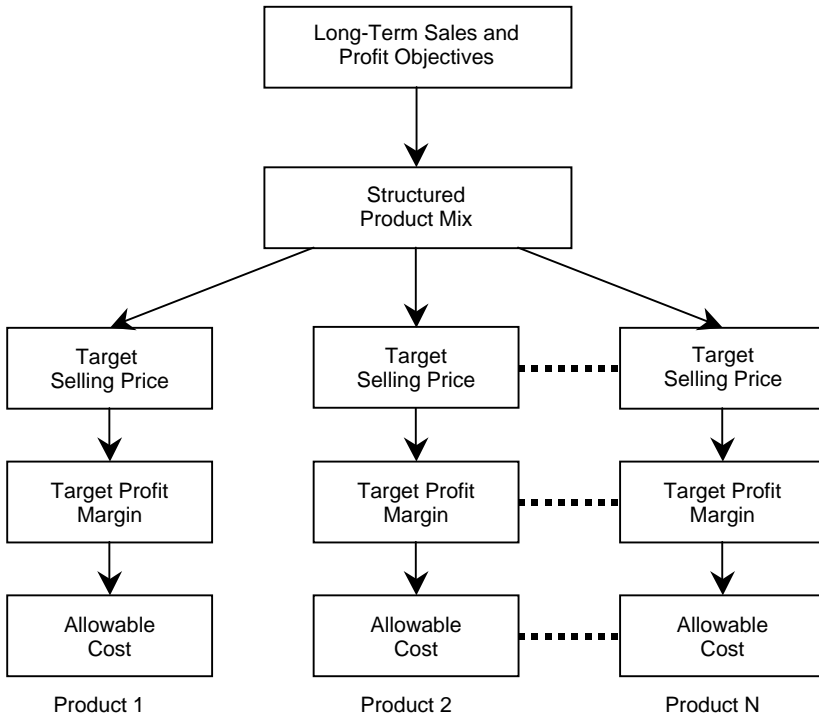 Long-Term Sales and
Profit Objectives
Structured
Product Mix
Target
Selling Price
Target
Selling Price
Target
Selling Price
Target Profit
Margin
Target Profit
Margin
Target Profit
Margin
Allowable
Cost
Allowable
Cost
Allowable
Cost
Product 1
Product 2
Product N